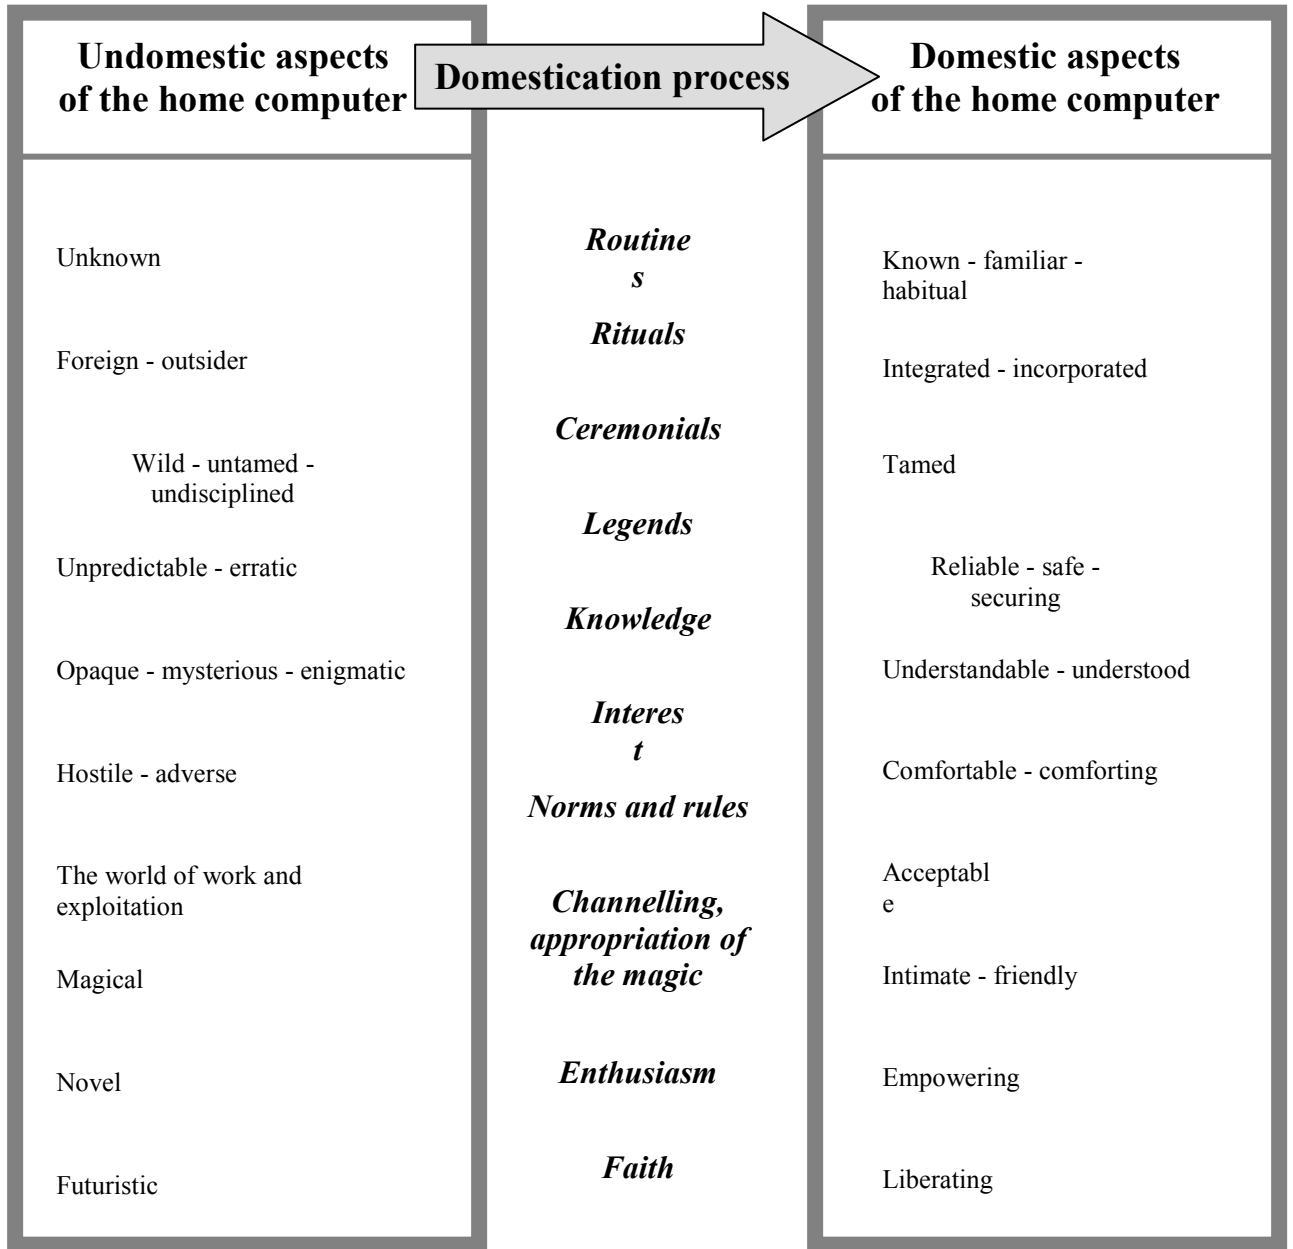 Undomestic aspects
of the home computer
Domestication process
Domestic aspects
of the home computer
Unknown
Foreign - outsider
Wild - untamed -
undisciplined
Unpredictable - erratic
Opaque - mysterious - enigmatic
Hostile - adverse
The world of work and
exploitation
Magical
Novel
Futuristic
Routine
s
Rituals
Ceremonials
Legends
Knowledge
Interes
t
Norms and rules
Channelling,
appropriation of
the magic
Enthusiasm
Faith
Known - familiar -
habitual
Integrated - incorporated
Tamed
Reliable - safe -
securing
Understandable - understood
Comfortable - comforting
Acceptabl
e
Intimate - friendly
Empowering
Liberating